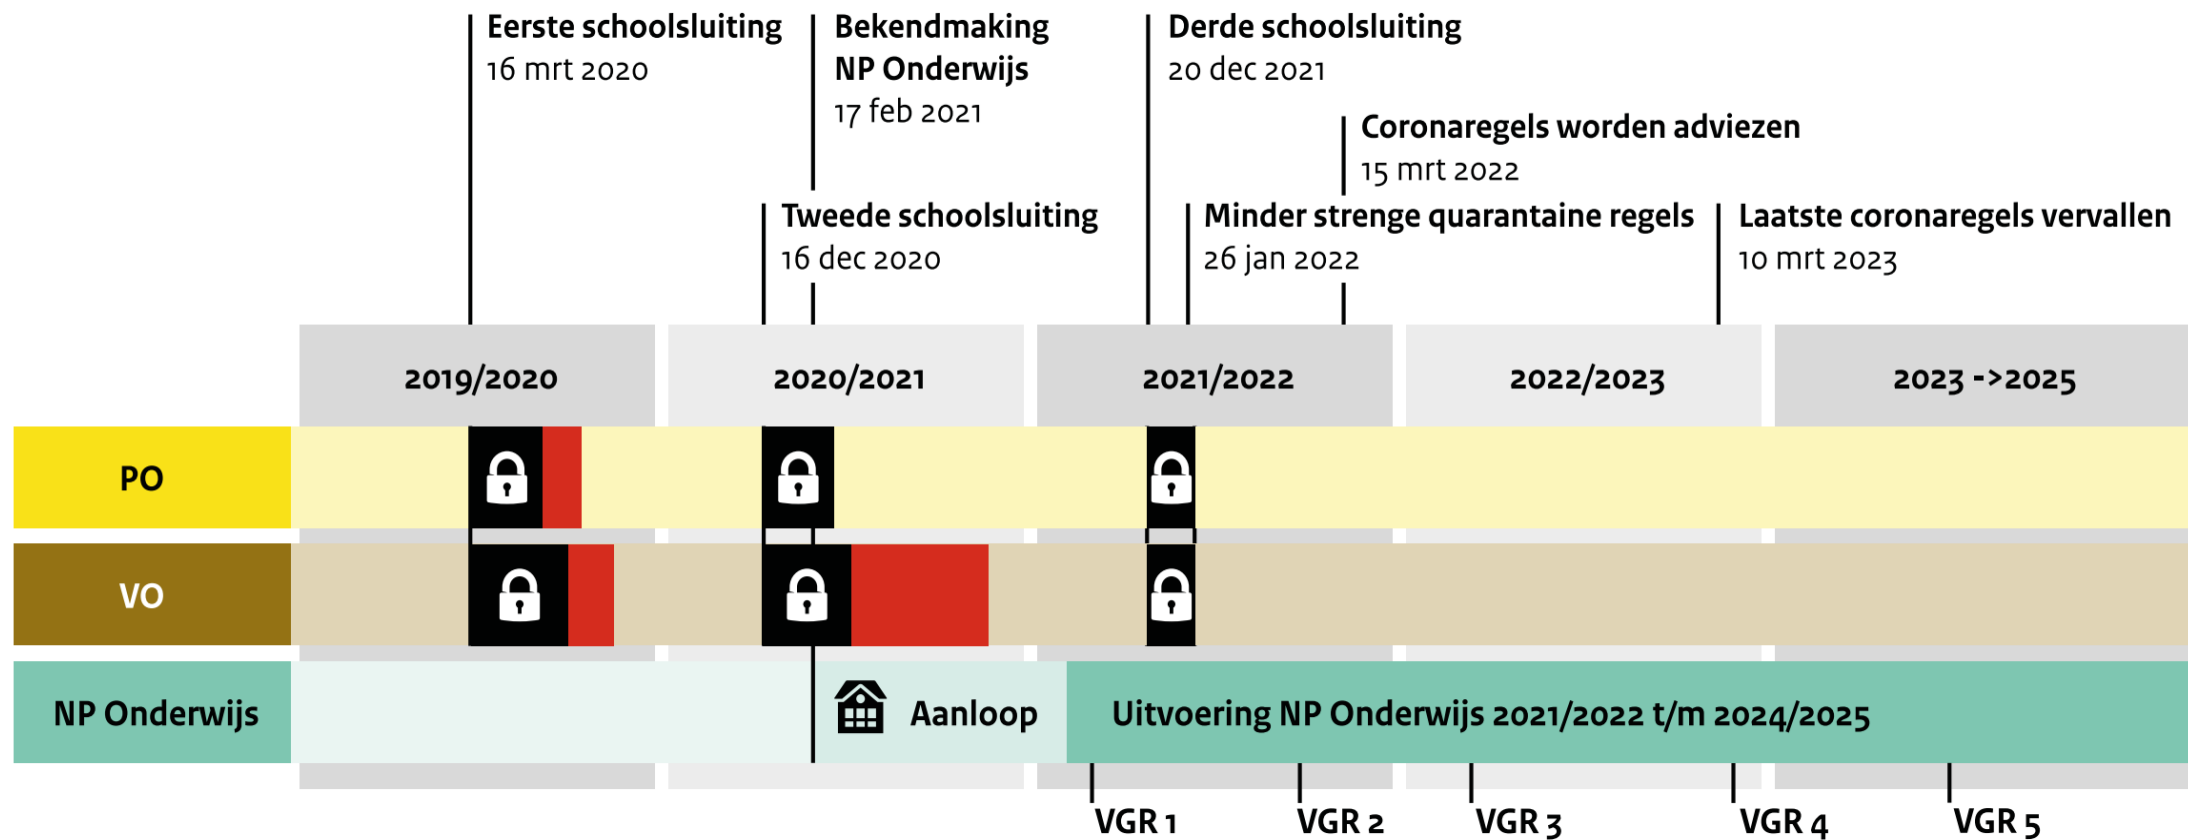 Eerste schoolsluiting
16 mrt 2020
Bekendmaking
NP Onderwijs
17 feb 2021
Derde schoolsluiting
20 dec 2021
Coronaregels worden adviezen
15 mrt 2022
Tweede schoolsluiting
16 dec 2020
Minder strenge quarantaine regels
26 jan 2022
Laatste coronaregels vervallen
10 mrt 2023
2019/2020
2020/2021
2021/2022
2022/2023
2023 ->2025
PO
VO
NP Onderwijs
Aanloop
Uitvoering NP Onderwijs 2021/2022 t/m 2024/2025
VGR 1
VGR 2
VGR 3
VGR 4
VGR 5